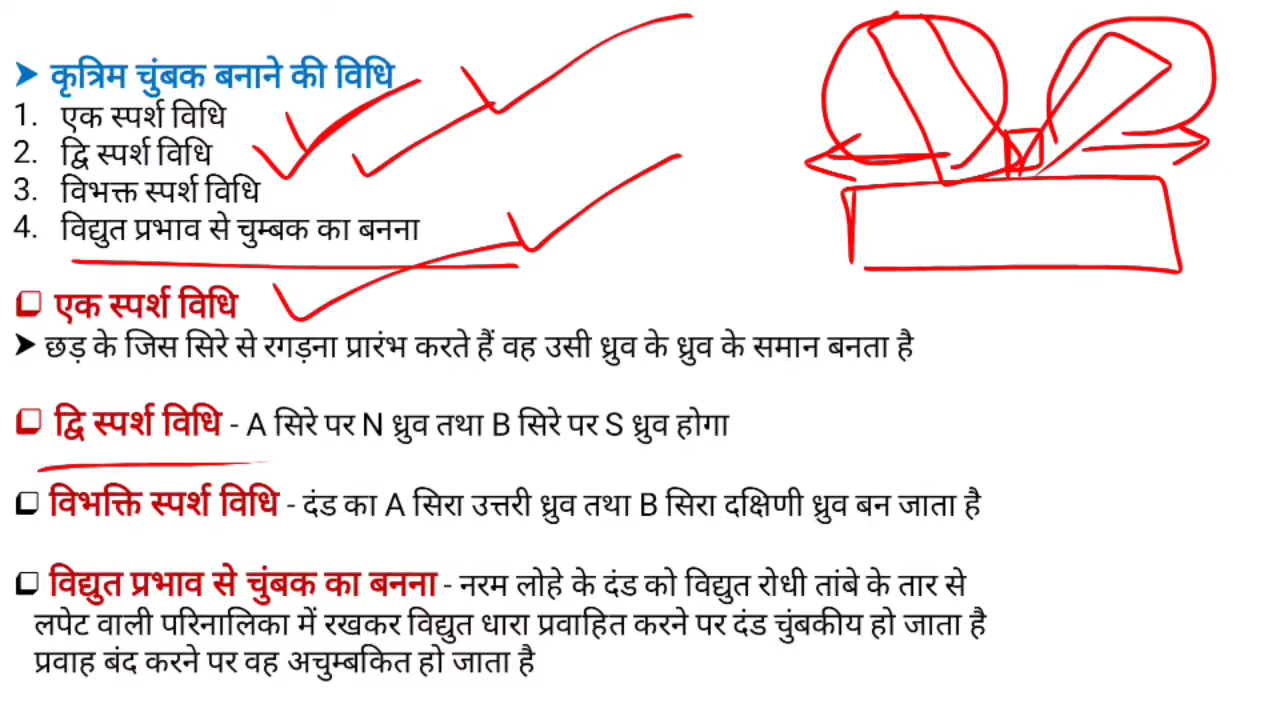 ➤ कृत्रिम चुंबक बनाने की विधि
1. एक स्पर्श विधि
2. द्वि स्पर्श विधि
3. विभक्त स्पर्श विधि
4. विद्युत प्रभाव से चुम्बक का बनना
❑ एक स्पर्श विधि
➤ छड़ के जिस सिरे से रगड़ना प्रारंभ करते हैं वह उसी ध्रुव के ध्रुव के समान बनता है
❑ द्वि स्पर्श विधि - A सिरे पर N ध्रुव तथा B सिरे पर S ध्रुव होगा
❑ विभक्ति स्पर्श विधि - दंड का A सिरा उत्तरी ध्रुव तथा B सिरा दक्षिणी ध्रुव बन जाता है
❑ विद्युत प्रभाव से चुंबक का बनना - नरम लोहे के दंड को विद्युत रोधी तांबे के तार से
लपेट वाली परिनालिका में रखकर विद्युत धारा प्रवाहित करने पर दंड चुंबकीय हो जाता है
प्रवाह बंद करने पर वह अचुम्बकित हो जाता है